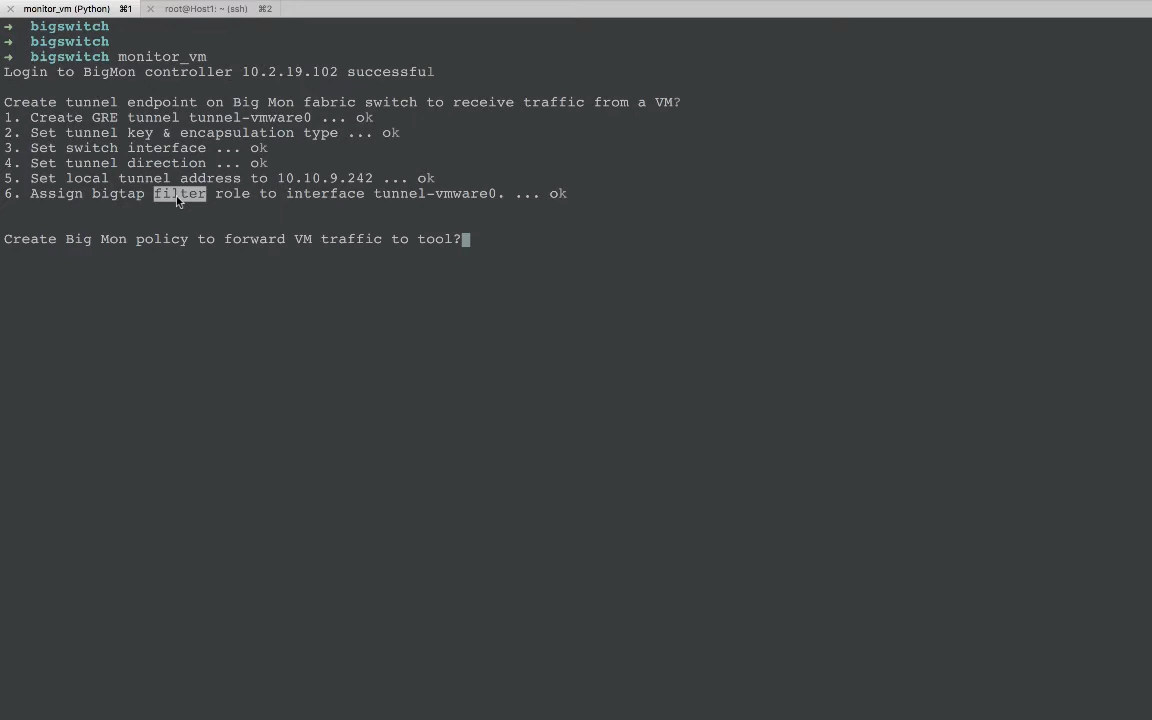 monitor_vm (Python) ⌘1 root@Host1: ~ (ssh) ⌘2
→ bigswitch
→ bigswitch
→ bigswitch monitor_vm
Login to BigMon controller 10.2.19.102 successful
Create tunnel endpoint on Big Mon fabric switch to receive traffic from a VM?
1. Create GRE tunnel tunnel-vmware0 ... ok
2. Set tunnel key & encapsulation type ... ok
3. Set switch interface ... ok
4. Set tunnel direction ... ok
5. Set local tunnel address to 10.10.9.242 ... ok
6. Assign bigtap filter role to interface tunnel-vmware0. ... ok
Create Big Mon policy to forward VM traffic to tool?